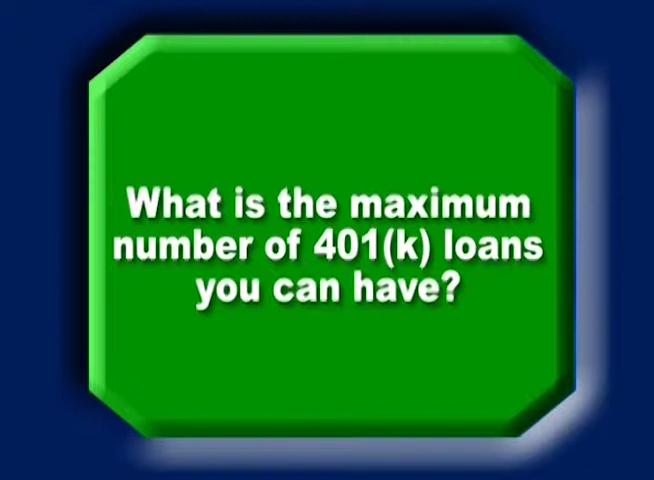 What is the maximum
number of 401(k) loans
you can have?